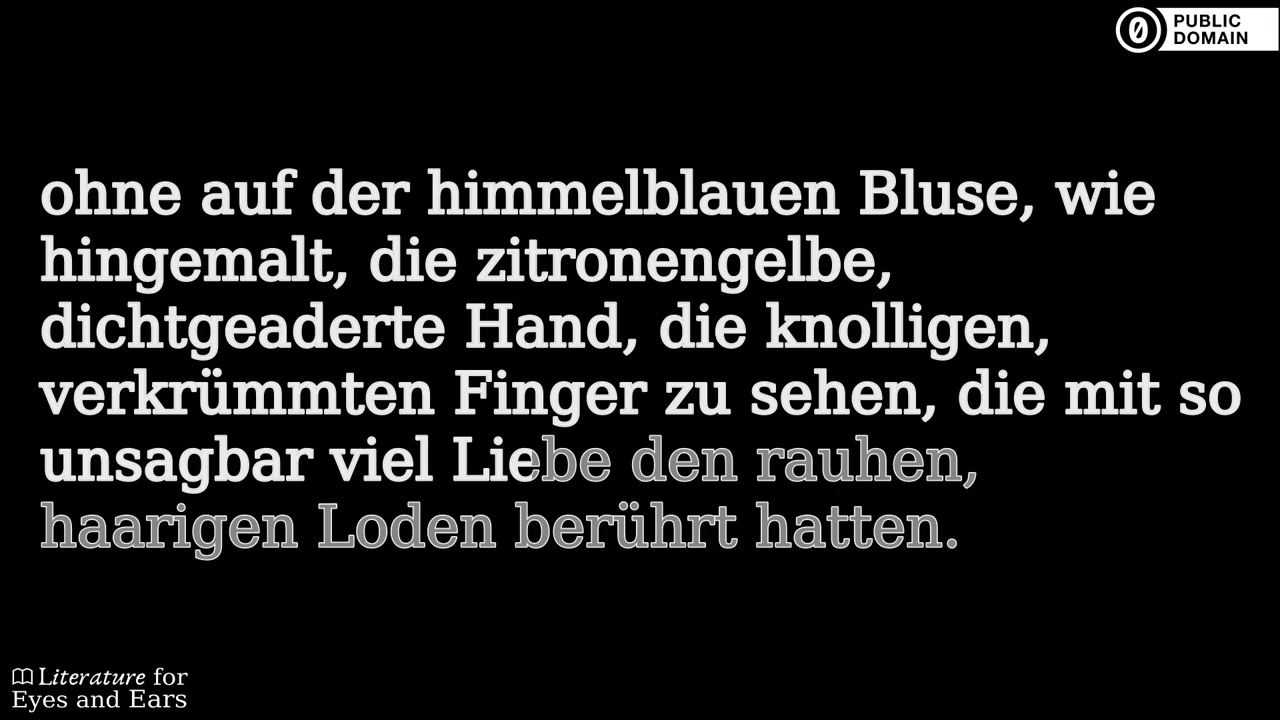 PUBLIC
DOMAIN
ohne auf der himmelblauen Bluse, wie
hingemalt, die zitronengelbe,
dichtgeaderte Hand, die knolligen,
verkrümmten Finger zu sehen, die mit so
unsagbar viel Liebe den rauhen,
haarigen Loden berührt hatten.
Literature for
Eyes and Ears